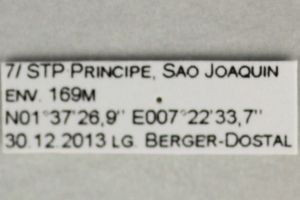 7/ STP PRINCIPE, SAO JOAQUIN
ENV. 169M
N01°37'26,9'' E007°22'33,7''
30.12.2013 LG. BERGER-DOSTAL